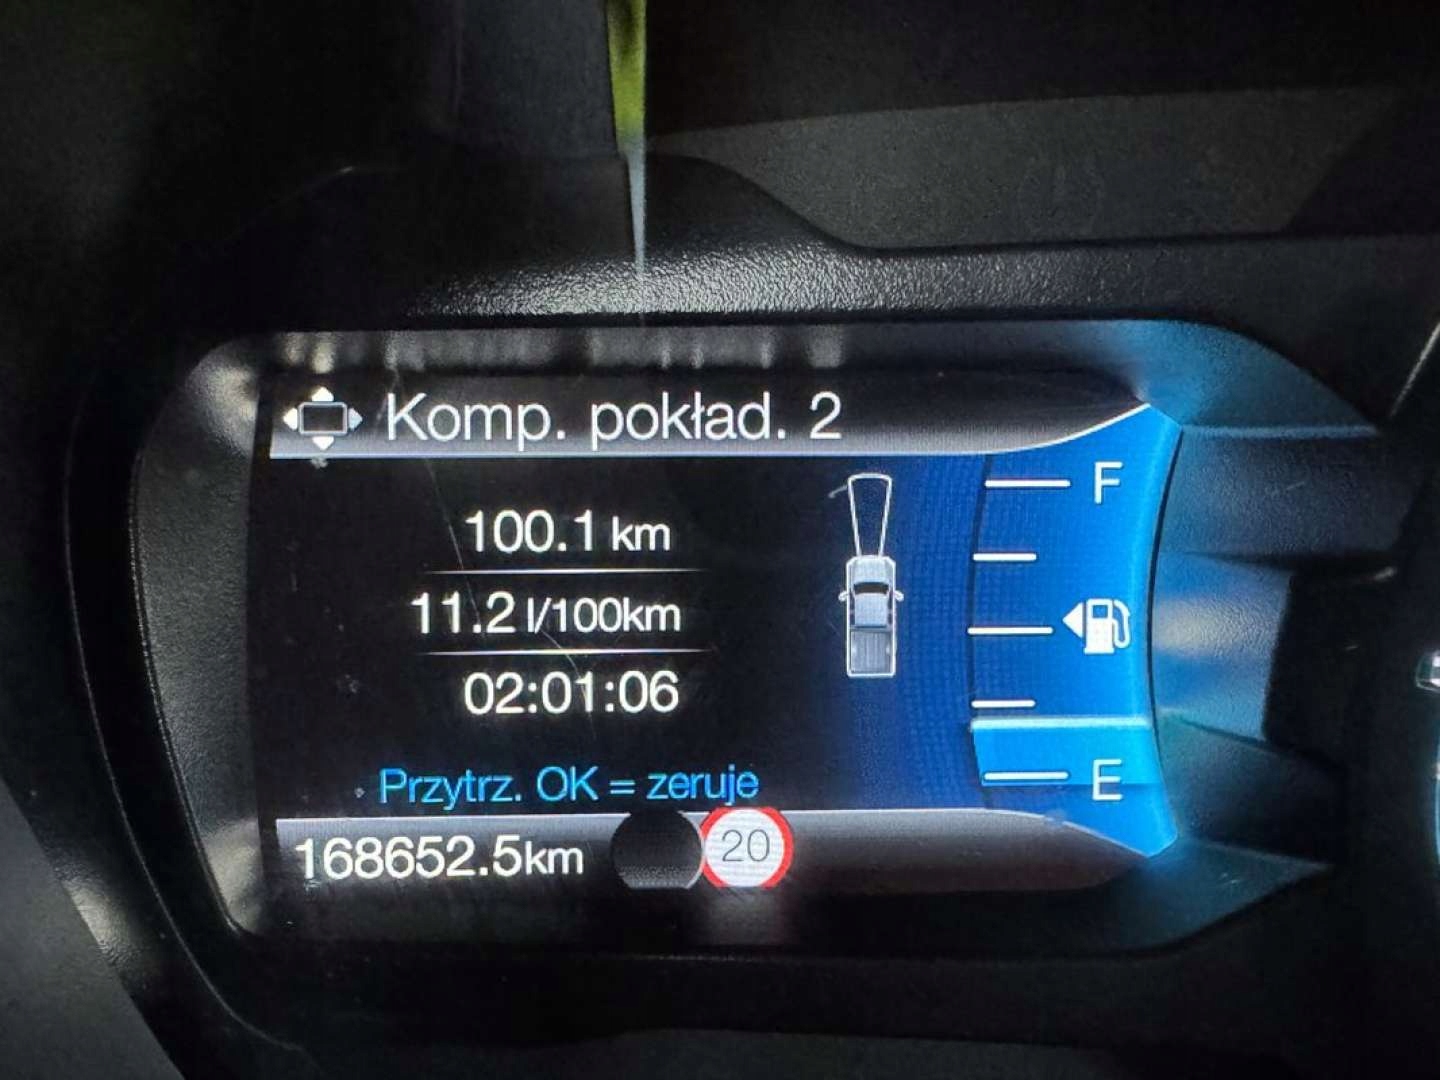 Komp. pokład. 2
100.1 km
11.2 l/100km
02:01:06
Przytrz. OK = zeruje
168652.5km
20
F
E